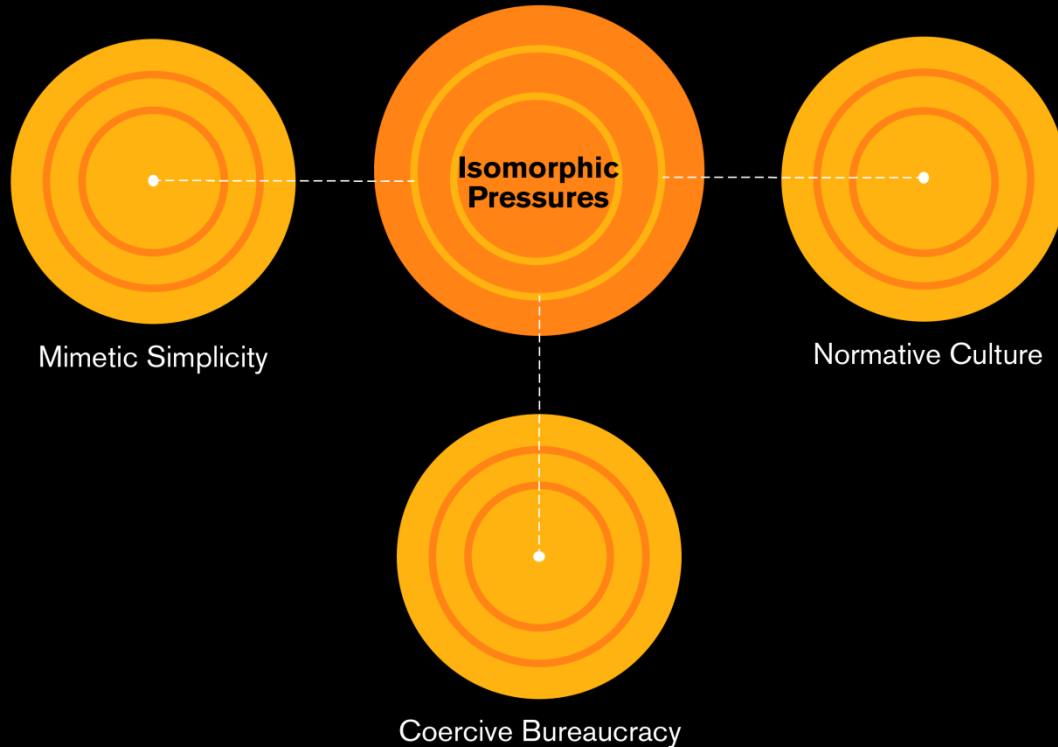 Isomorphic
Pressures
Mimetic Simplicity
Normative Culture
Coercive Bureaucracy